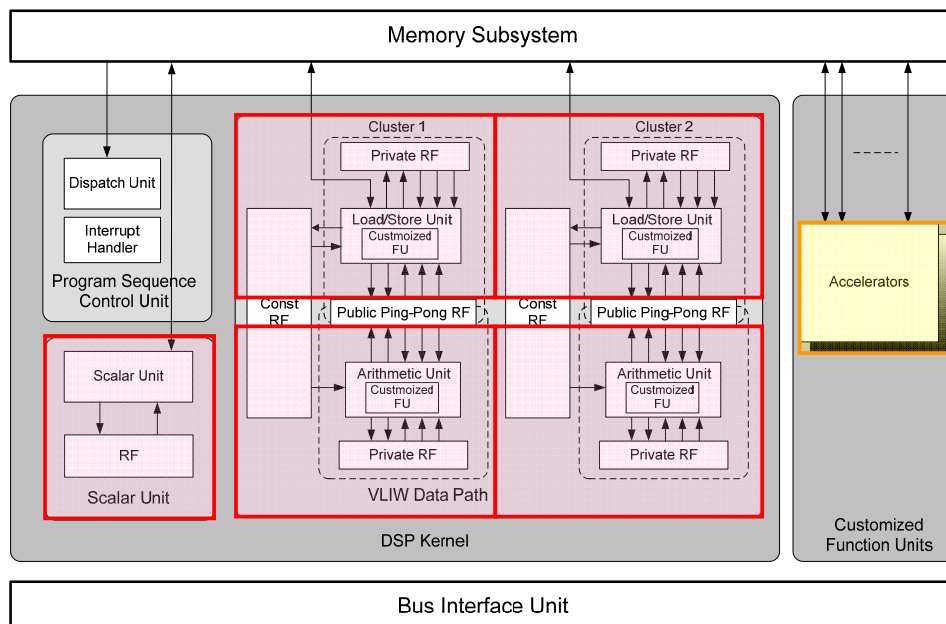 Memory Subsystem
Cluster 1
Cluster 2
Private RF
Private RF
Dispatch Unit
Load/Store Unit
Custmoized
FU
Load/Store Unit
Custmoized
FU
Interrupt
Handler
Program Sequence
Control Unit
Accelerators
Const
RF
Public Ping-Pong RF
Const
RF
Public Ping-Pong RF
Scalar Unit
Arithmetic Unit
Custmoized
FU
Arithmetic Unit
Custmoized
FU
RF
Private RF
Private RF
Scalar Unit
VLIW Data Path
DSP Kernel
Customized
Function Units
Bus Interface Unit